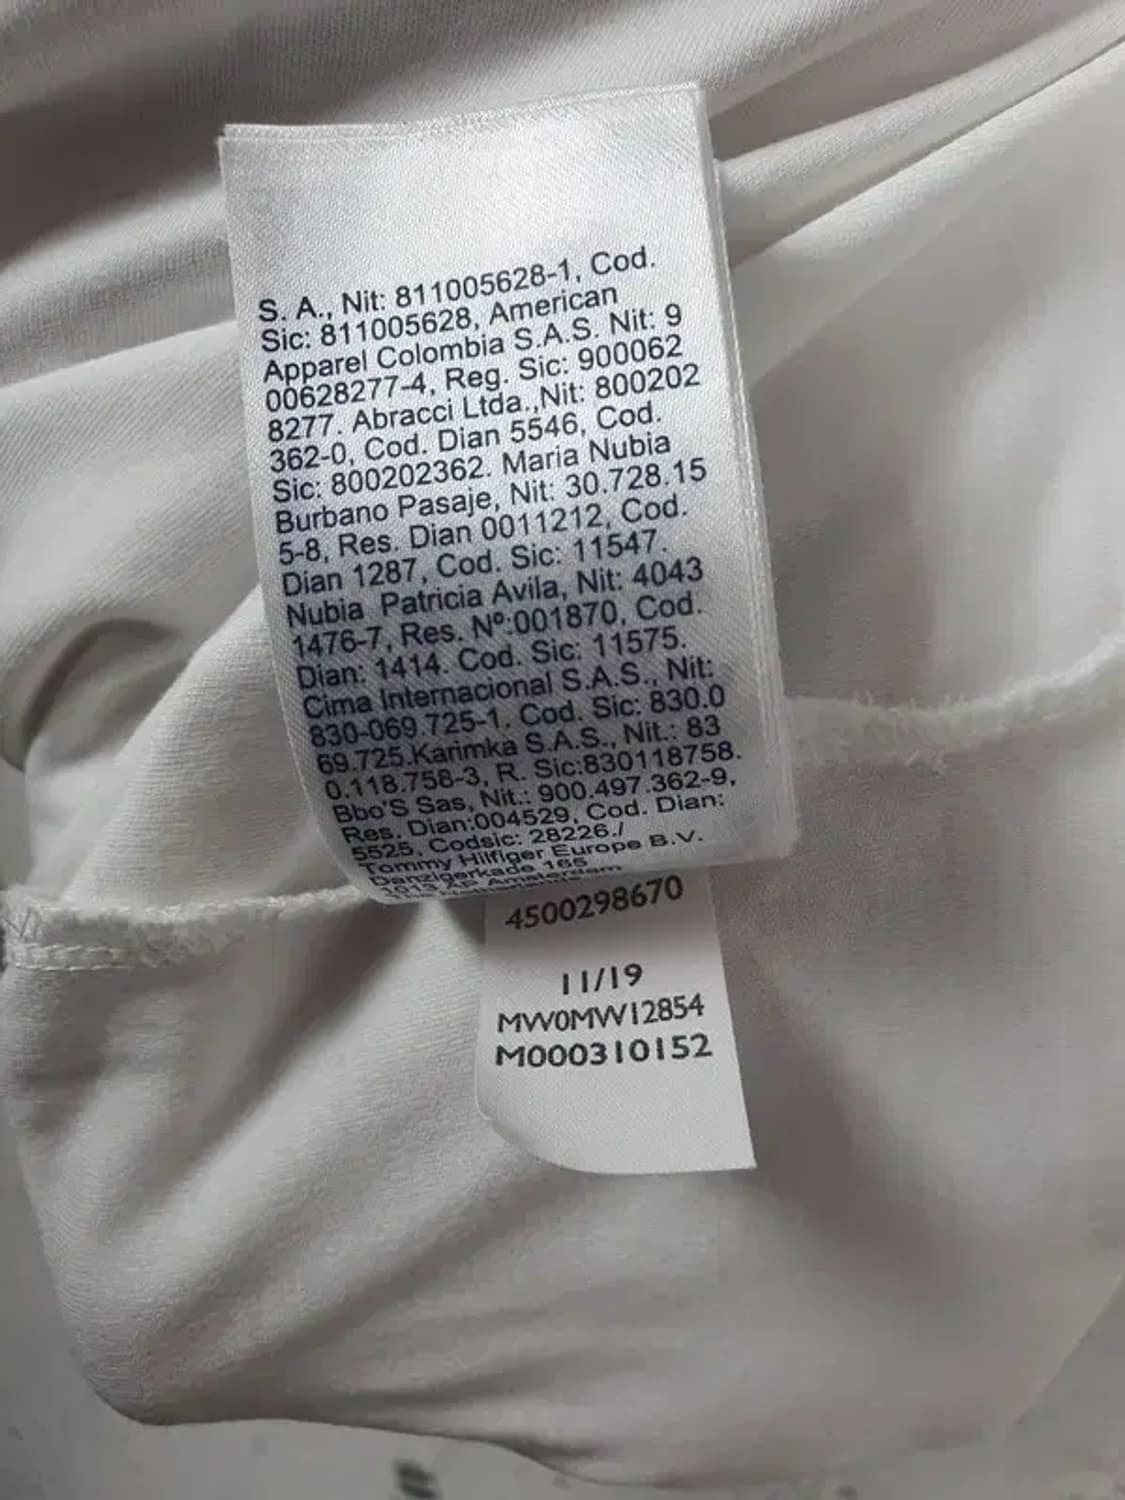 S. A., Nit: 811005628-1, Cod.
Sic: 811005628, American
Apparel Colombia S.A.S. Nit: 9
00628277-4, Reg. Sic: 900062
8277. Abracci Ltda.,Nit: 800202
362-0, Cod. Dian 5546, Cod.
Sic: 800202362. Maria Nubia
Burbano Pasaje, Nit: 30.728.15
5-8, Res. Dian 0011212, Cod.
Dian 1287, Cod. Sic: 11547.
Nubia Patricia Avila, Nit: 4043
1476-7, Res. Nº:001870, Cod.
Dian: 1414. Cod. Sic: 11575.
Cima Internacional S.A.S., Nit:
830-069.725-1. Cod. Sic: 830.0
69.725.Karimka S.A.S., Nit.: 83
0.118.758-3, R. Sic:830118758.
Bbo'S Sas, Nit.: 900.497.362-9,
Res. Dian:004529, Cod. Dian:
5525, Codsic: 28226./
Tommy Hilfiger Europe B.V.
Danzigerkade 165
1013 AP Amsterdam
4500298670
11/19
MW0MW12854
M000310152